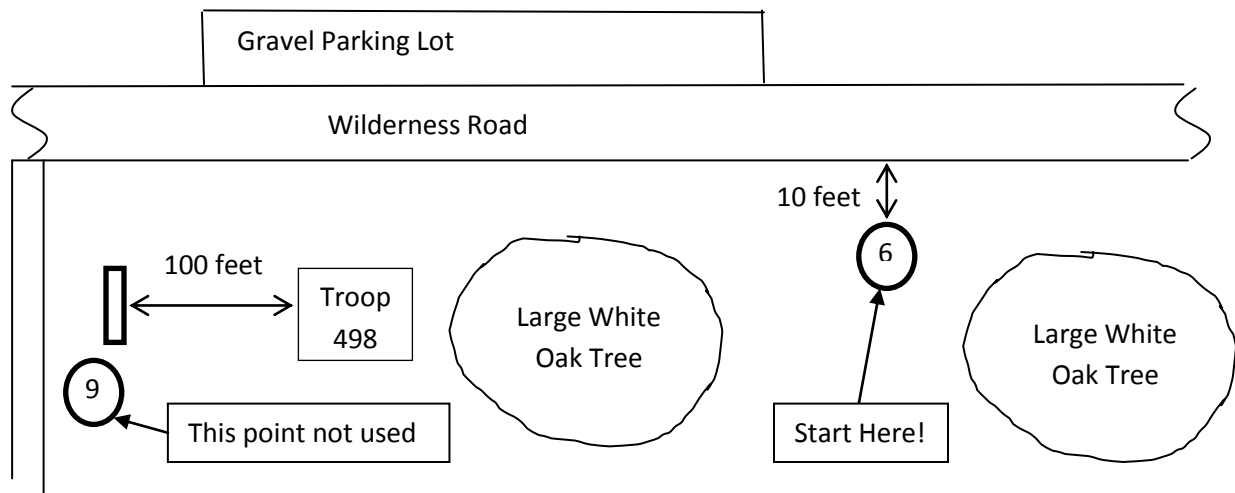 Gravel Parking Lot
Wilderness Road
10 feet
6
100 feet
Troop
498
Large White
Oak Tree
Large White
Oak Tree
9
This point not used
Start Here!